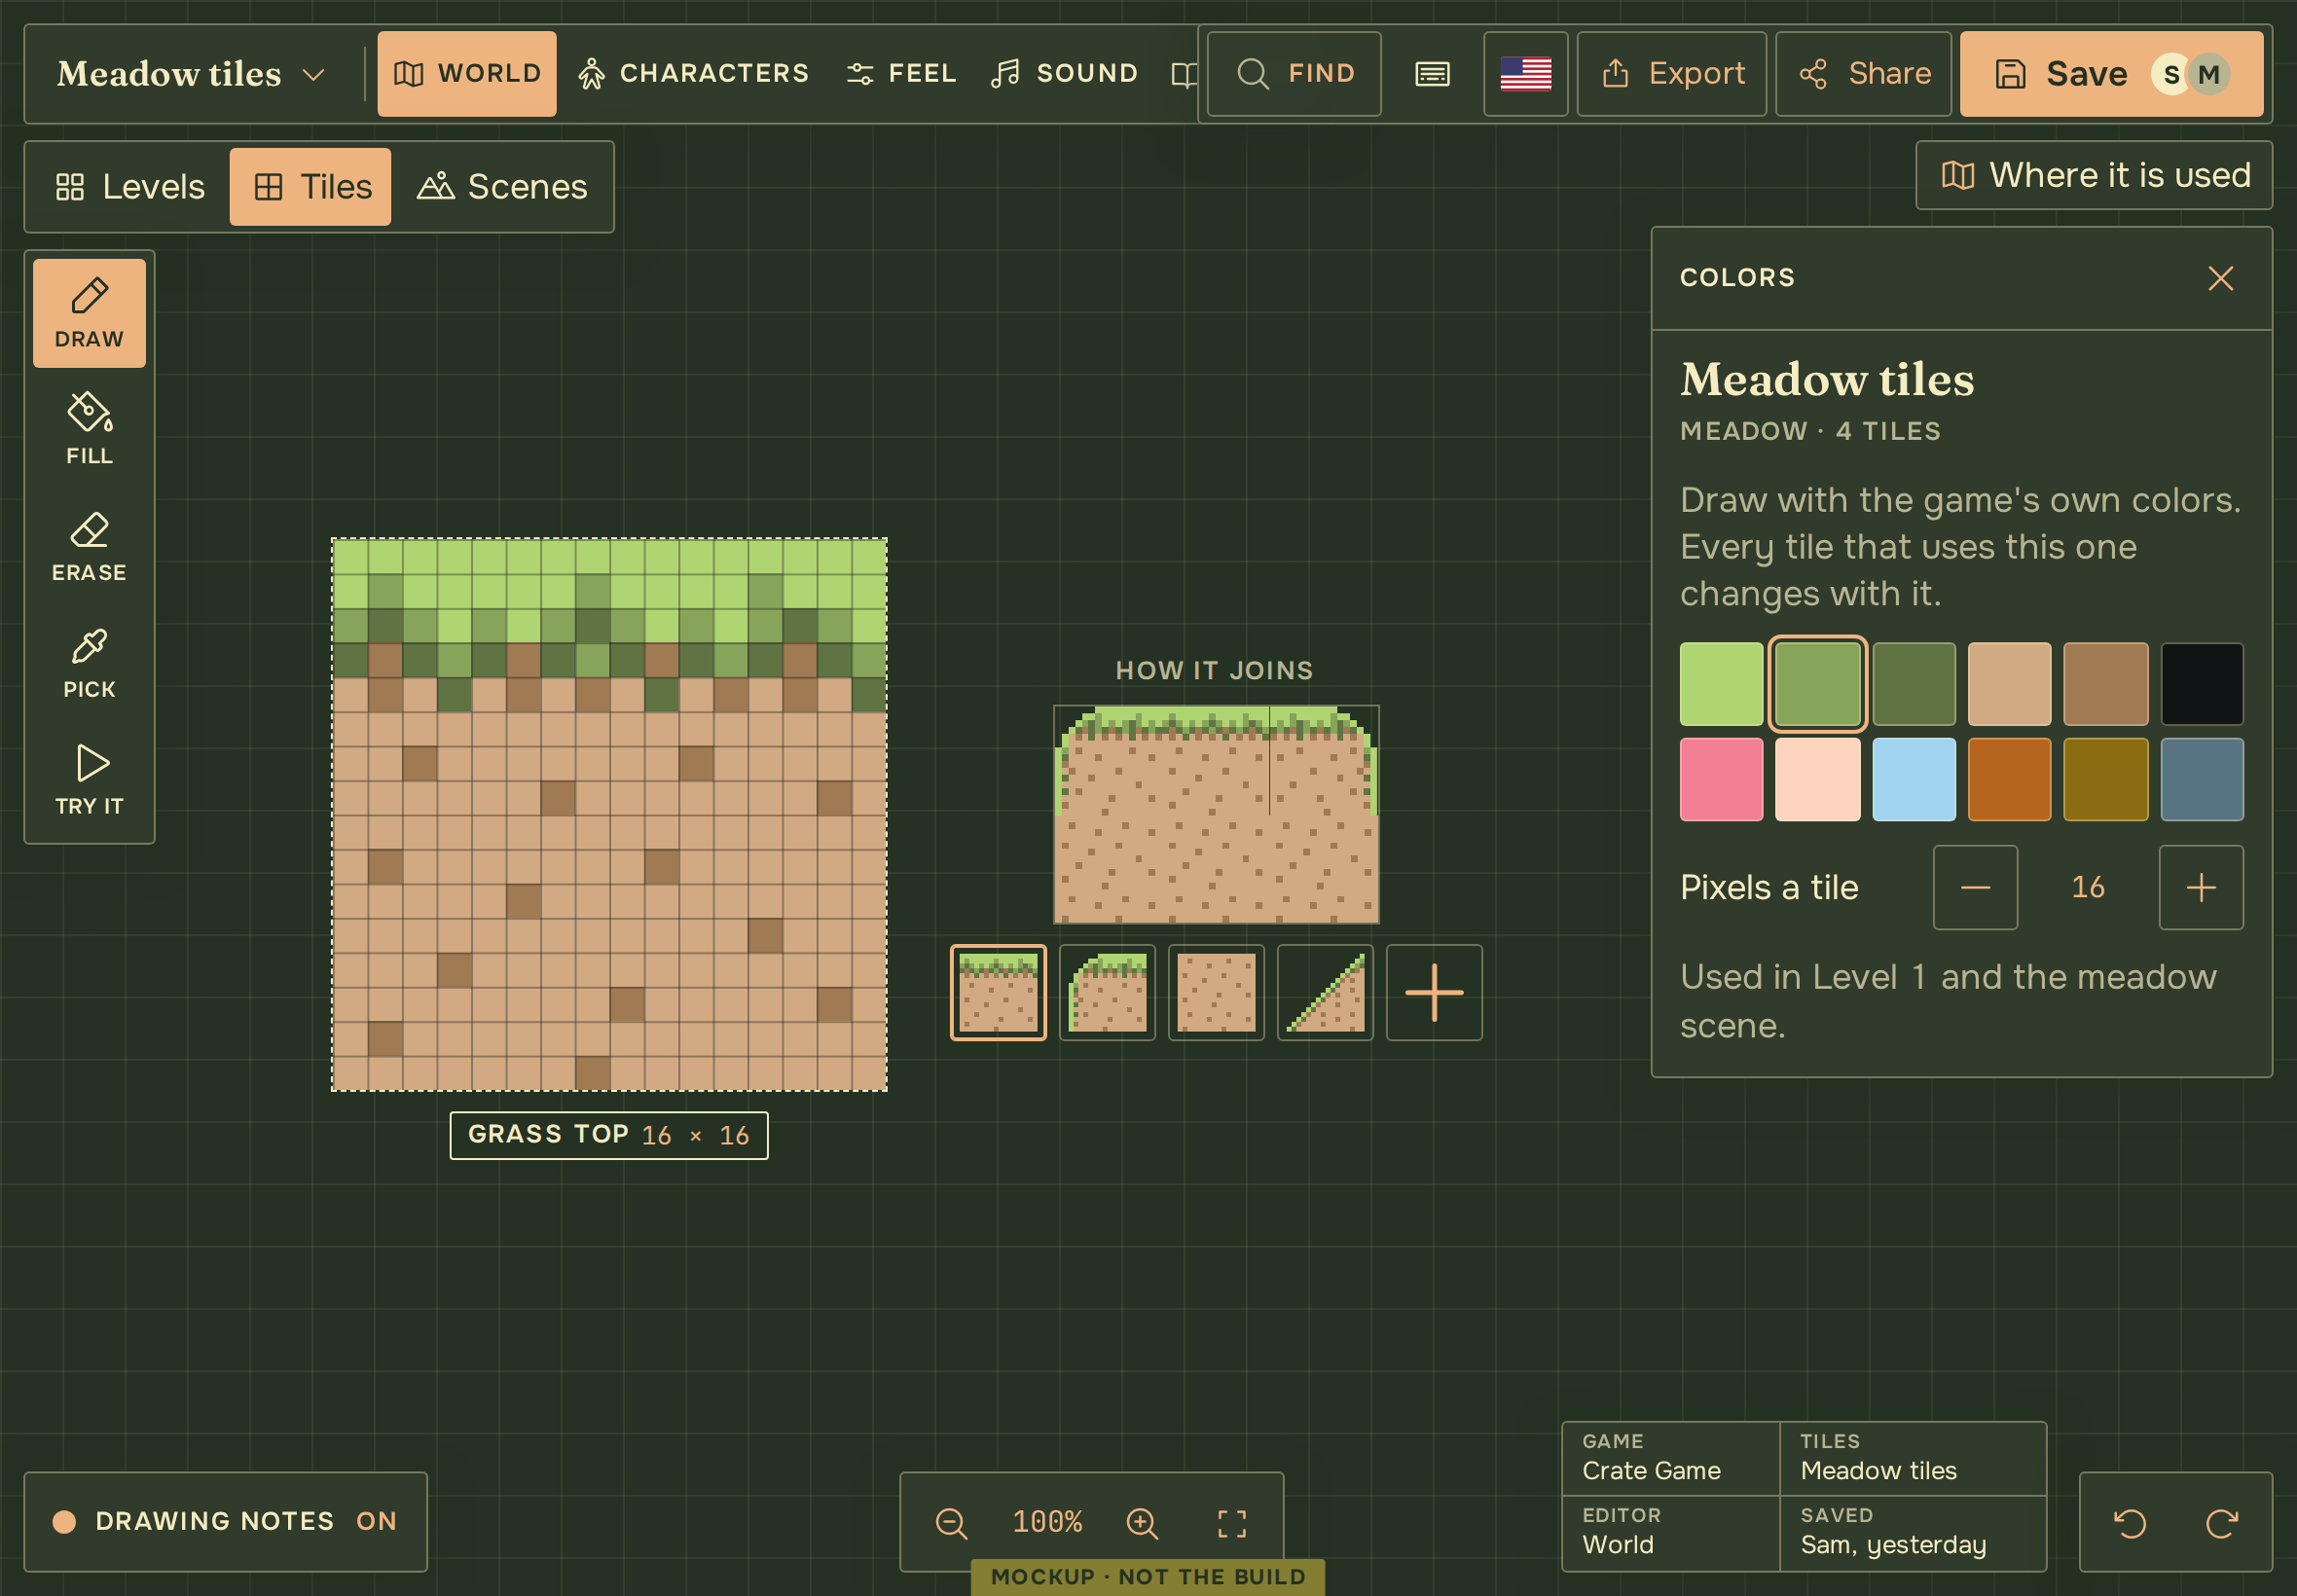 Meadow tiles
WORLD
CHARACTERS
FEEL
SOUND
FIND
Export
Share
Save
S
M
Levels
Tiles
Scenes
Where it is used
DRAW
FILL
ERASE
PICK
TRY IT
HOW IT JOINS
GRASS TOP 16 × 16
COLORS
Meadow tiles
MEADOW · 4 TILES
Draw with the game's own colors.
Every tile that uses this one
changes with it.
Pixels a tile
16
Used in Level 1 and the meadow
scene.
DRAWING NOTES ON
100%
GAME
Crate Game
TILES
Meadow tiles
EDITOR
World
SAVED
Sam, yesterday
MOCKUP · NOT THE BUILD